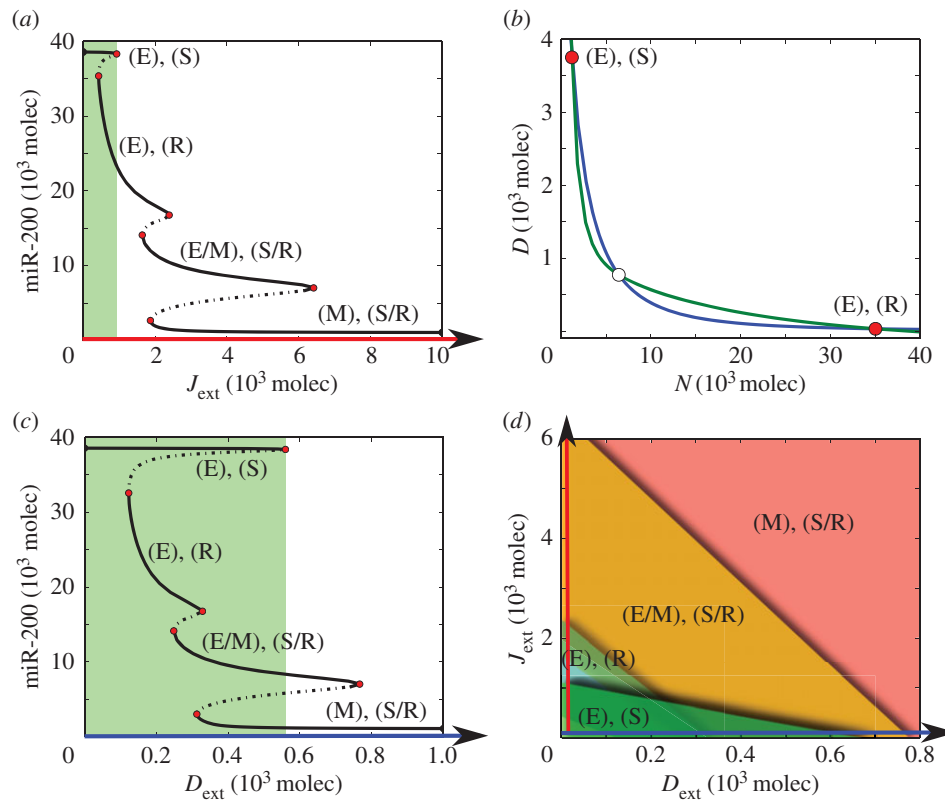 (a)
40
30
20
10
0
2
4
6
8
10
miR-200 (10³ molec)
J_ext (10³ molec)
(E), (S)
(E), (R)
(E/M), (S/R)
(M), (S/R)
(b)
4
3
2
1
0
10
20
30
40
D (10³ molec)
N (10³ molec)
(E), (S)
(E), (R)
(c)
40
30
20
10
0
0.2
0.4
0.6
0.8
1.0
miR-200 (10³ molec)
D_ext (10³ molec)
(E), (S)
(E), (R)
(E/M), (S/R)
(M), (S/R)
(d)
6
4
2
0
0.2
0.4
0.6
0.8
J_ext (10³ molec)
D_ext (10³ molec)
(M), (S/R)
(E/M), (S/R)
(E), (R)
(E), (S)